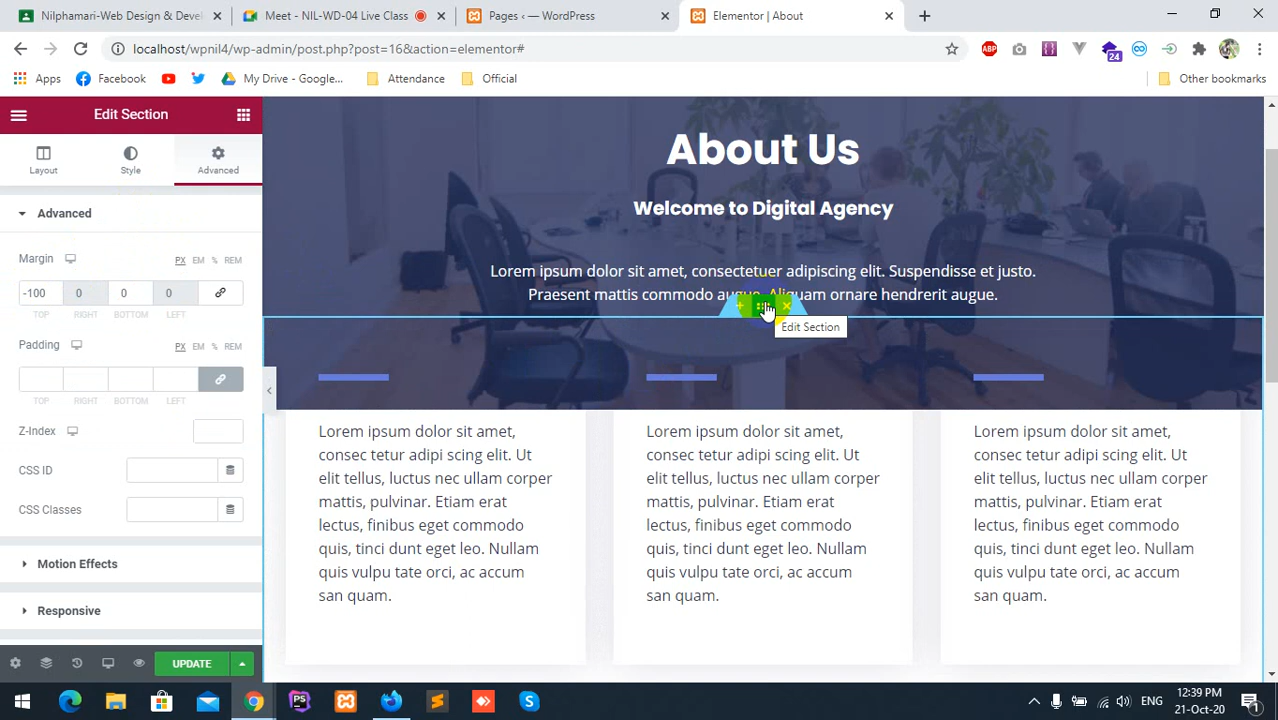 Nilphamari-Web Design & Devel
Meet - NIL-WD-04 Live Class
Pages ‹ — WordPress
Elementor | About
localhost/wpnil4/wp-admin/post.php?post=16&action=elementor#
ABP
24
Apps
Facebook
My Drive - Google...
Attendance
Official
Other bookmarks
Edit Section
Layout
Style
Advanced
Advanced
Margin
PX EM % REM
-100 0 0 0
TOP RIGHT BOTTOM LEFT
Padding
PX EM % REM
TOP RIGHT BOTTOM LEFT
Z-Index
CSS ID
CSS Classes
Motion Effects
Responsive
UPDATE
About Us
Welcome to Digital Agency
Lorem ipsum dolor sit amet, consectetuer adipiscing elit. Suspendisse et justo.
Praesent mattis commodo augue. Aliquam ornare hendrerit augue.
Edit Section
Lorem ipsum dolor sit amet,
consec tetur adipi scing elit. Ut
elit tellus, luctus nec ullam corper
mattis, pulvinar. Etiam erat
lectus, finibus eget commodo
quis, tinci dunt eget leo. Nullam
quis vulpu tate orci, ac accum
san quam.
Lorem ipsum dolor sit amet,
consec tetur adipi scing elit. Ut
elit tellus, luctus nec ullam corper
mattis, pulvinar. Etiam erat
lectus, finibus eget commodo
quis, tinci dunt eget leo. Nullam
quis vulpu tate orci, ac accum
san quam.
Lorem ipsum dolor sit amet,
consec tetur adipi scing elit. Ut
elit tellus, luctus nec ullam corper
mattis, pulvinar. Etiam erat
lectus, finibus eget commodo
quis, tinci dunt eget leo. Nullam
quis vulpu tate orci, ac accum
san quam.
PS
ENG
12:39 PM
21-Oct-20
1